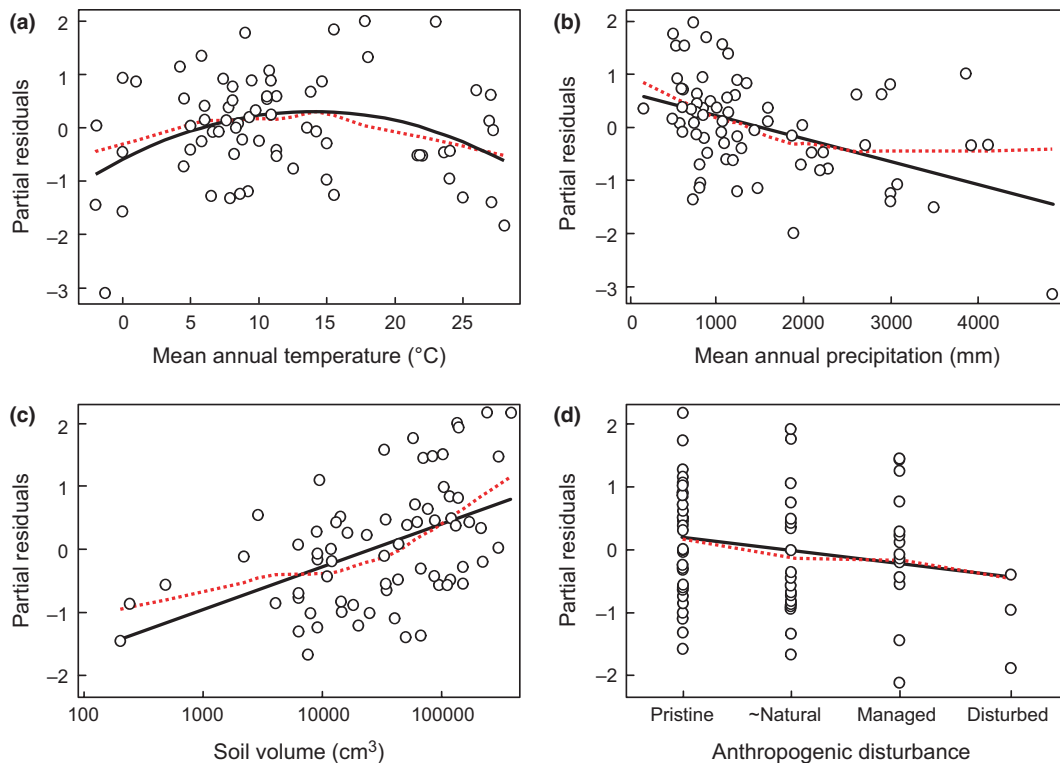 (a)
Partial residuals
2
1
0
−1
−2
−3
0 5 10 15 20 25
Mean annual temperature (°C)
(b)
Partial residuals
2
1
0
−1
−2
−3
0 1000 2000 3000 4000
Mean annual precipitation (mm)
(c)
Partial residuals
2
1
0
−1
−2
100 1000 10000 100000
Soil volume (cm³)
(d)
Partial residuals
2
1
0
−1
−2
Pristine ~Natural Managed Disturbed
Anthropogenic disturbance